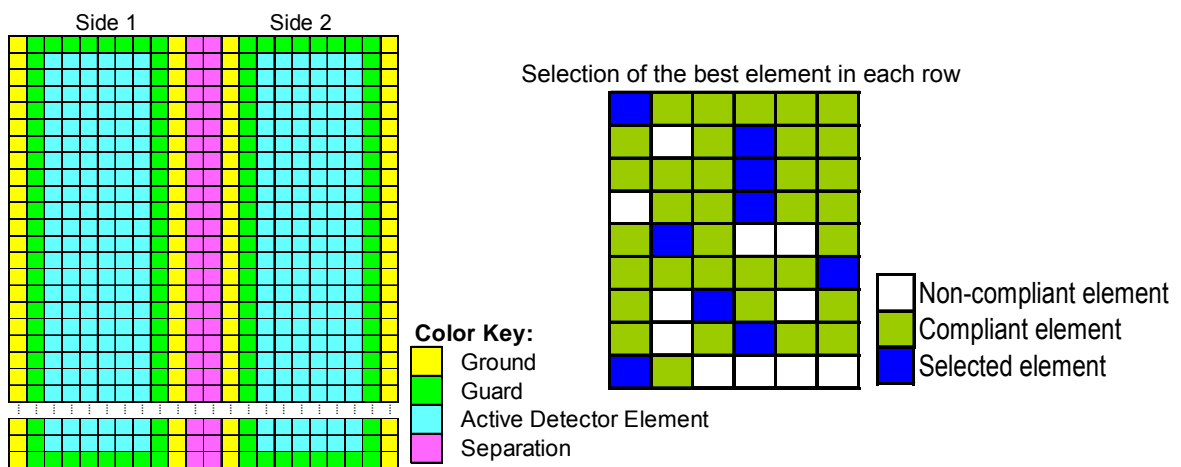 Side 1
Side 2
Color Key:
Ground
Guard
Active Detector Element
Separation
Selection of the best element in each row
Non-compliant element
Compliant element
Selected element